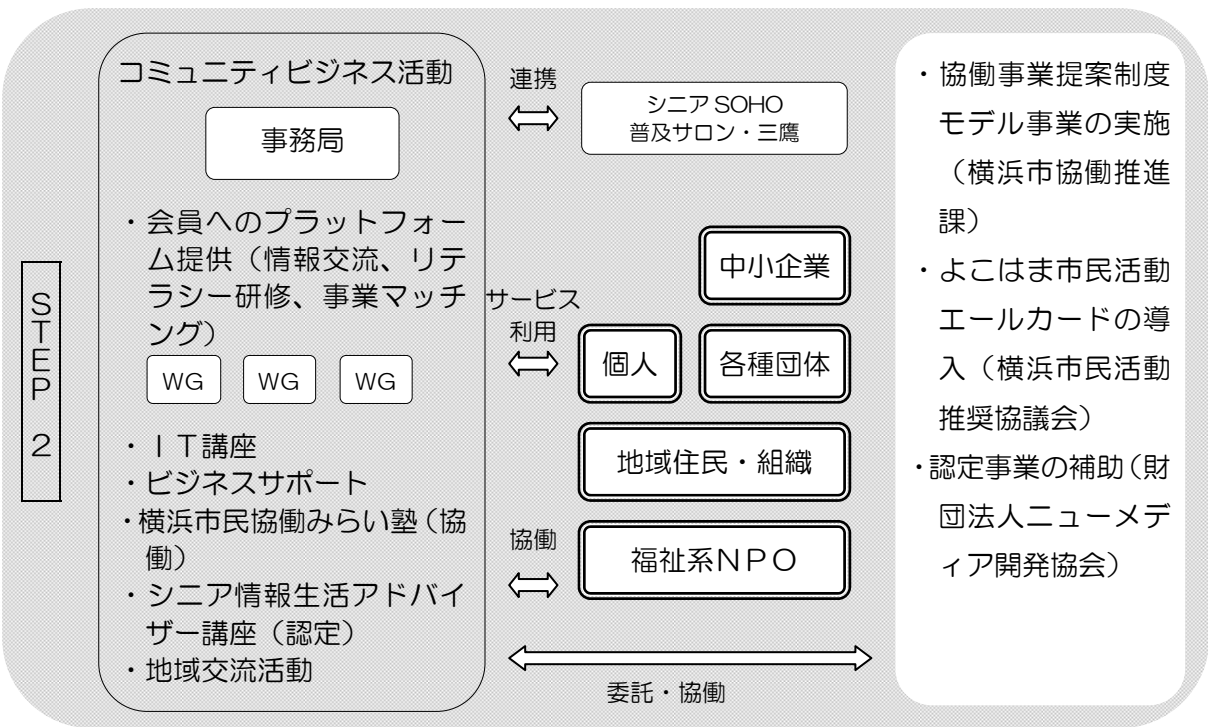 STEP 2
コミュニティビジネス活動
事務局
・会員へのプラットフォー
ム提供（情報交流、リテ
ラシー研修、事業マッチ
ング）
WG
WG
WG
・ＩＴ講座
・ビジネスサポート
・横浜市民協働みらい塾（協
働）
・シニア情報生活アドバイ
ザー講座（認定）
・地域交流活動
連携
シニアSOHO
普及サロン・三鷹
サービス
利用
中小企業
個人
各種団体
地域住民・組織
協働
福祉系ＮＰＯ
委託・協働
・協働事業提案制度
モデル事業の実施
（横浜市協働推進
課）
・よこはま市民活動
エールカードの導
入（横浜市民活動
推奨協議会）
・認定事業の補助（財
団法人ニューメデ
ィア開発協会）